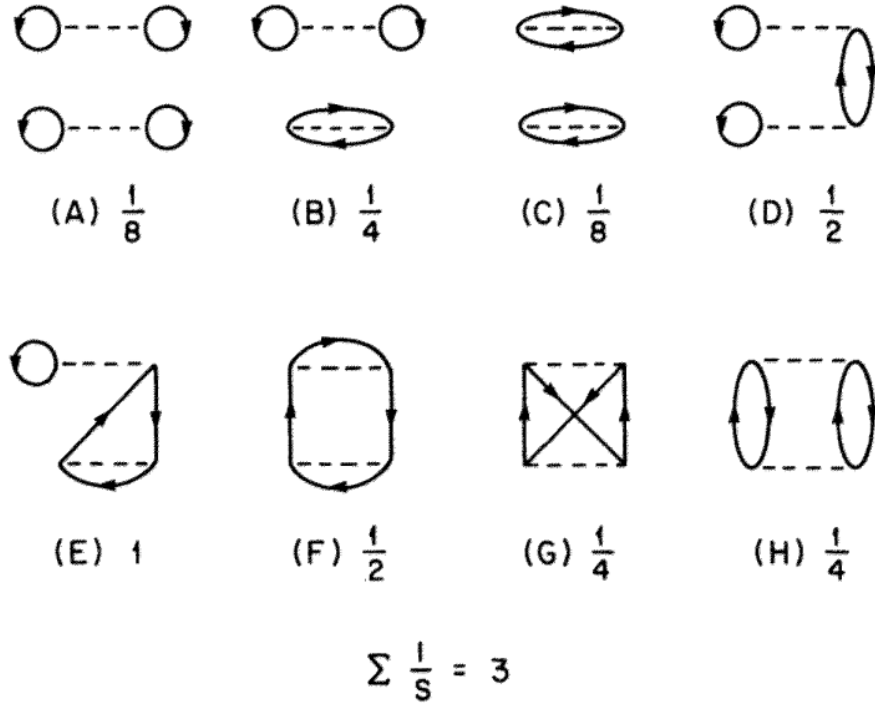 (A) 1/8 (B) 1/4 (C) 1/8 (D) 1/2
(E) 1 (F) 1/2 (G) 1/4 (H) 1/4
Σ 1/S = 3